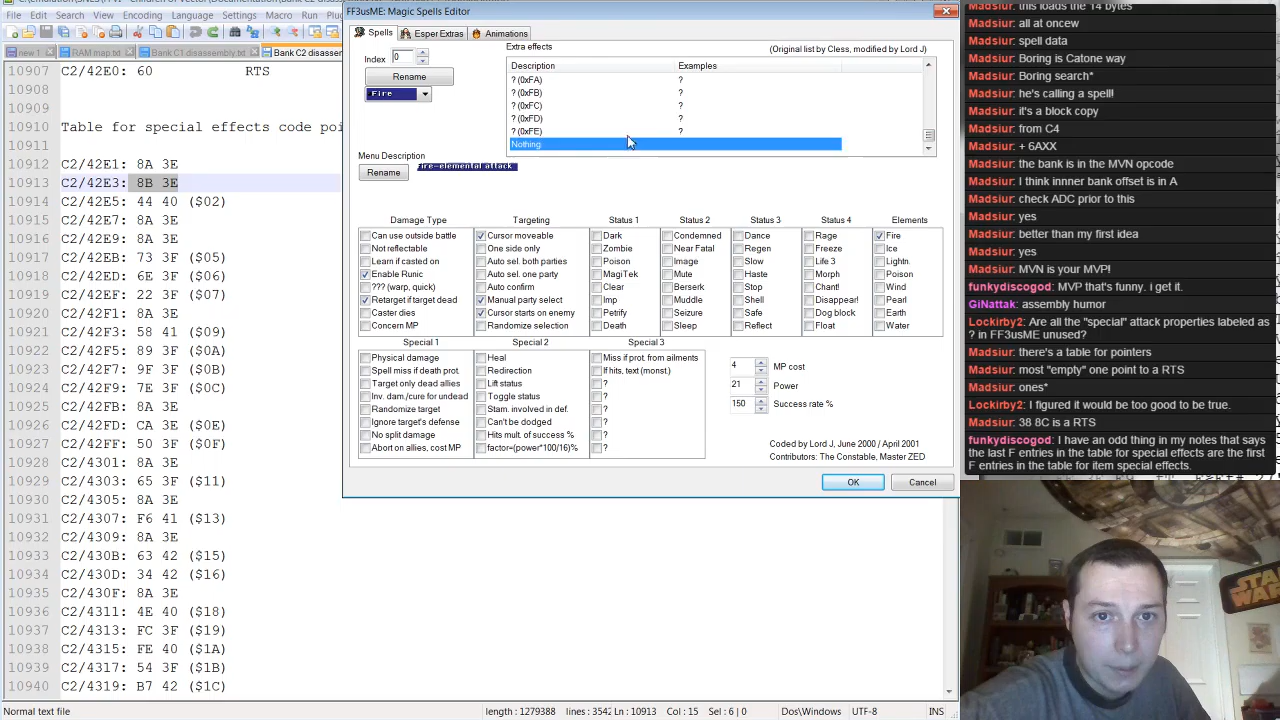 File Edit Search View Encoding Language Settings Macro Run
new 1 RAM map.txt Bank C1 disassembly.txt Bank C2 disasse
10907 C2/42E0: 60 RTS
10908
10909
10910 Table for special effects code poi
10911
10912 C2/42E1: 8A 3E
10913 C2/42E3: 8B 3E
10914 C2/42E5: 44 40 ($02)
10915 C2/42E7: 8A 3E
10916 C2/42E9: 8A 3E
10917 C2/42EB: 73 3F ($05)
10918 C2/42ED: 6E 3F ($06)
10919 C2/42EF: 22 3F ($07)
10920 C2/42F1: 8A 3E
10921 C2/42F3: 58 41 ($09)
10922 C2/42F5: 89 3F ($0A)
10923 C2/42F7: 9F 3F ($0B)
10924 C2/42F9: 7E 3F ($0C)
10925 C2/42FB: 8A 3E
10926 C2/42FD: CA 3E ($0E)
10927 C2/42FF: 50 3F ($0F)
10928 C2/4301: 8A 3E
10929 C2/4303: 65 3F ($11)
10930 C2/4305: 8A 3E
10931 C2/4307: F6 41 ($13)
10932 C2/4309: 8A 3E
10933 C2/430B: 63 42 ($15)
10934 C2/430D: 34 42 ($16)
10935 C2/430F: 8A 3E
10936 C2/4311: 4E 40 ($18)
10937 C2/4313: FC 3F ($19)
10938 C2/4315: FE 40 ($1A)
10939 C2/4317: 54 3F ($1B)
10940 C2/4319: B7 42 ($1C)
Normal text file length : 1279388 lines : 3542 Ln : 10913 Col : 15 Sel : 6 | 0 Dos\Windows UTF-8 INS
FF3usME: Magic Spells Editor
Spells Esper Extras Animations
Index 0
Rename
Fire
Extra effects (Original list by Cless, modified by Lord J)
Description Examples
? (0xFA) ?
? (0xFB) ?
? (0xFC) ?
? (0xFD) ?
? (0xFE) ?
Nothing
Menu Description
Rename Fire-elemental attack
Damage Type
Can use outside battle
Not reflectable
Learn if casted on
Enable Runic
??? (warp, quick)
Retarget if target dead
Caster dies
Concern MP
Targeting
Cursor moveable
One side only
Auto sel. both parties
Auto sel. one party
Auto confirm
Manual party select
Cursor starts on enemy
Randomize selection
Status 1
Dark
Zombie
Poison
MagiTek
Clear
Imp
Petrify
Death
Status 2
Condemned
Near Fatal
Image
Mute
Berserk
Muddle
Seizure
Sleep
Status 3
Dance
Regen
Slow
Haste
Stop
Shell
Safe
Reflect
Status 4
Rage
Freeze
Life 3
Morph
Chant!
Disappear!
Dog block
Float
Elements
Fire
Ice
Lightn.
Poison
Wind
Pearl
Earth
Water
Special 1
Physical damage
Spell miss if death prot.
Target only dead allies
Inv. dam./cure for undead
Randomize target
Ignore target's defense
No split damage
Abort on allies, cost MP
Special 2
Heal
Redirection
Lift status
Toggle status
Stam. involved in def.
Can't be dodged
Hits mult. of success %
factor=(power*100/16)%
Special 3
Miss if prot. from ailments
If hits, text (monst.)
?
?
?
?
?
?
4 MP cost
21 Power
150 Success rate %
Coded by Lord J, June 2000 / April 2001
Contributors: The Constable, Master ZED
OK Cancel
Madsiur: this loads the 14 bytes
Madsiur: all at oncew
Madsiur: spell data
Madsiur: Boring is Catone way
Madsiur: Boring search*
Madsiur: he's calling a spell!
Madsiur: it's a block copy
Madsiur: from C4
Madsiur: + 6AXX
Madsiur: the bank is in the MVN opcode
Madsiur: I think innner bank offset is in A
Madsiur: check ADC prior to this
Madsiur: yes
Madsiur: better than my first idea
Madsiur: yes
Madsiur: MVN is your MVP!
funkydiscogod: MVP that's funny. i get it.
GiNattak: assembly humor
Lockirby2: Are all the "special" attack properties labeled as
? in FF3usME unused?
Madsiur: there's a table for pointers
Madsiur: most "empty" one point to a RTS
Madsiur: ones*
Lockirby2: I figured it would be too good to be true.
Madsiur: 38 8C is a RTS
funkydiscogod: I have an odd thing in my notes that says
the last F entries in the table for special effects are the first
F entries in the table for item special effects.
STAR
WARS